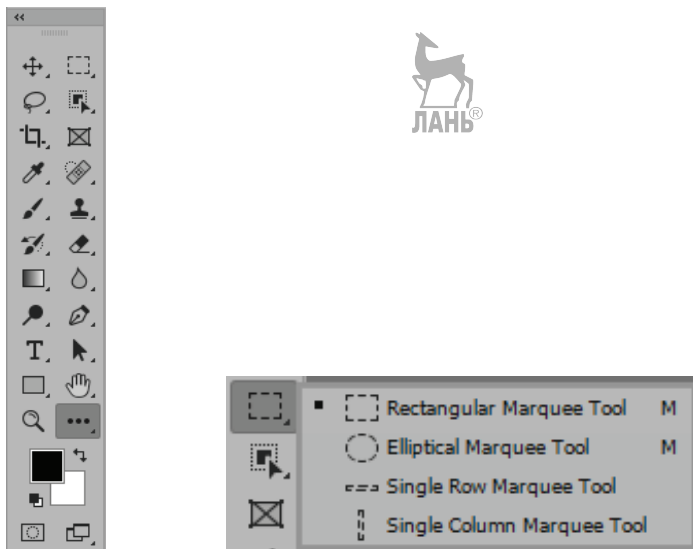 ЛАНЬ®
Rectangular Marquee Tool M
Elliptical Marquee Tool M
Single Row Marquee Tool
Single Column Marquee Tool